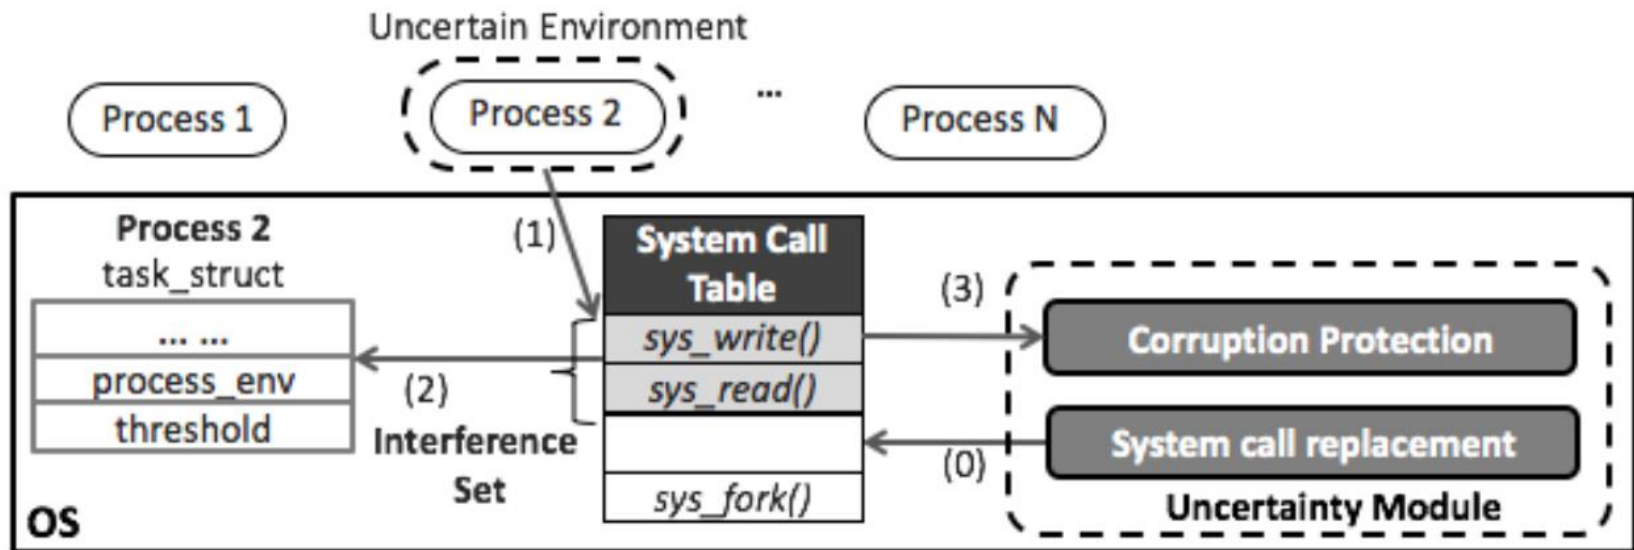 Uncertain Environment
Process 1
Process 2
...
Process N
Process 2
task_struct
... ...
process_env
threshold
(1)
(2)
Interference
Set
System Call
Table
sys_write()
sys_read()
sys_fork()
(3)
(0)
Corruption Protection
System call replacement
Uncertainty Module
OS